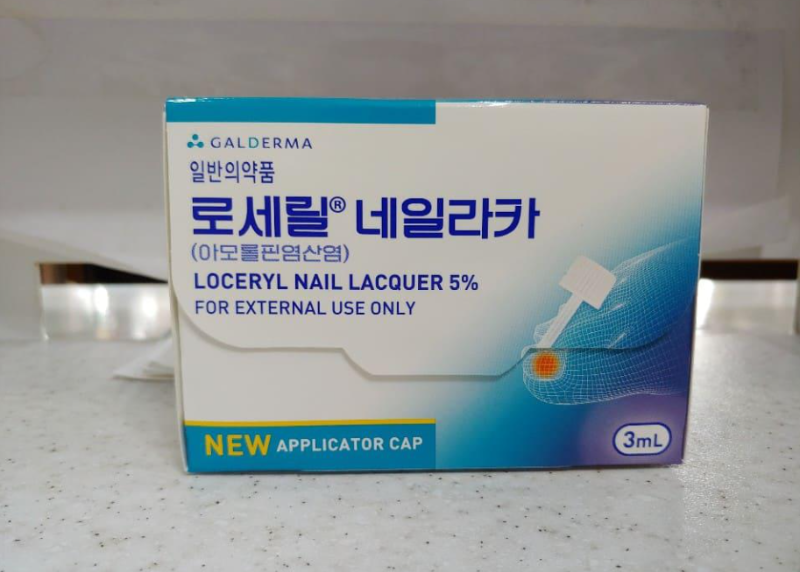 GALDERMA
일반의약품
로세릴® 네일라카
(아모롤핀염산염)
LOCERYL NAIL LACQUER 5%
FOR EXTERNAL USE ONLY
NEW APPLICATOR CAP
3mL